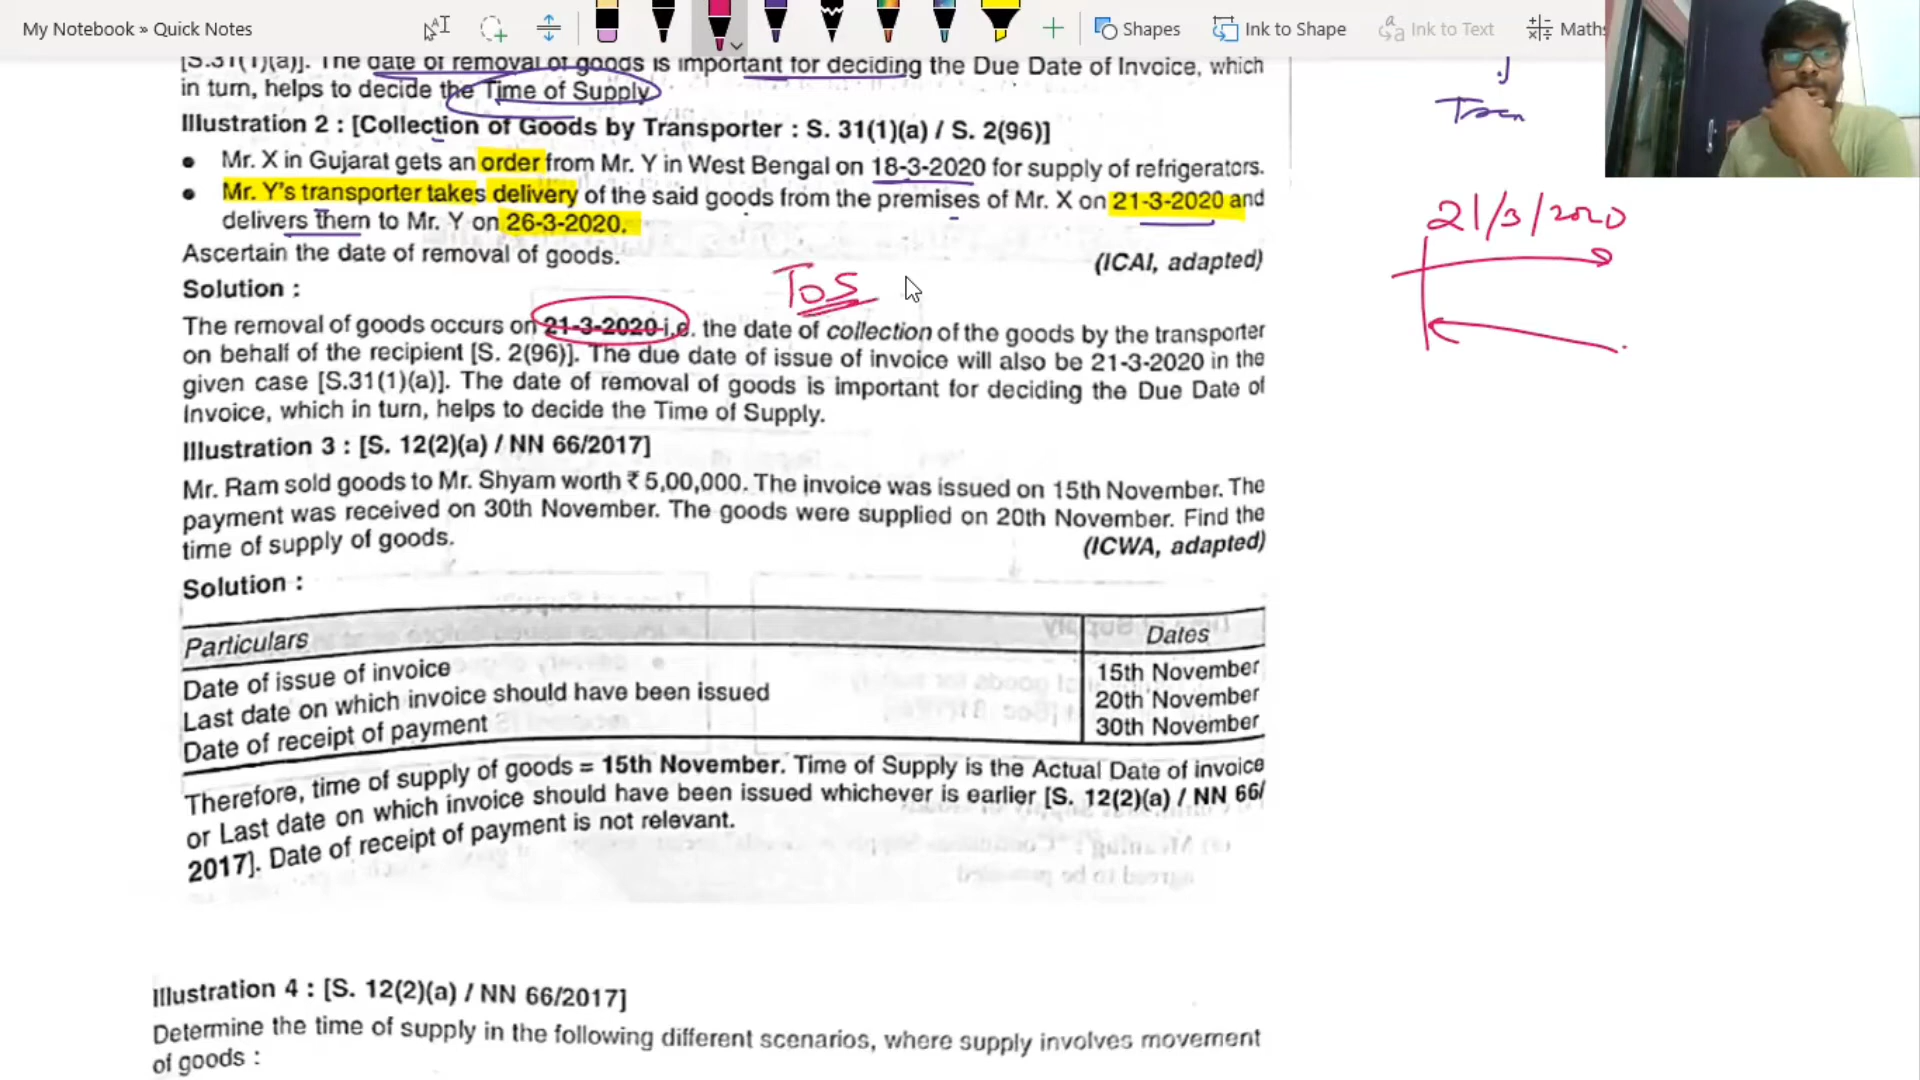 My Notebook » Quick Notes
Shapes
Ink to Shape
Ink to Text
Maths
[S.31(1)(a)]. The date of removal of goods is important for deciding the Due Date of Invoice, which
in turn, helps to decide the Time of Supply
Illustration 2 : [Collection of Goods by Transporter : S. 31(1)(a) / S. 2(96)]
• Mr. X in Gujarat gets an order from Mr. Y in West Bengal on 18-3-2020 for supply of refrigerators.
• Mr. Y's transporter takes delivery of the said goods from the premises of Mr. X on 21-3-2020 and
delivers them to Mr. Y on 26-3-2020.
Ascertain the date of removal of goods.
(ICAI, adapted)
21/3/2020
TOS
Solution :
The removal of goods occurs on 21-3-2020 i.e. the date of collection of the goods by the transporter
on behalf of the recipient [S. 2(96)]. The due date of issue of invoice will also be 21-3-2020 in the
given case [S.31(1)(a)]. The date of removal of goods is important for deciding the Due Date of
Invoice, which in turn, helps to decide the Time of Supply.
Illustration 3 : [S. 12(2)(a) / NN 66/2017]
Mr. Ram sold goods to Mr. Shyam worth ₹ 5,00,000. The invoice was issued on 15th November. The
payment was received on 30th November. The goods were supplied on 20th November. Find the
time of supply of goods.
(ICWA, adapted)
Solution :
Particulars Dates
Date of issue of invoice 15th November
Last date on which invoice should have been issued 20th November
Date of receipt of payment 30th November
Therefore, time of supply of goods = 15th November. Time of Supply is the Actual Date of invoice
or Last date on which invoice should have been issued whichever is earlier [S. 12(2)(a) / NN 66/
2017]. Date of receipt of payment is not relevant.
Illustration 4 : [S. 12(2)(a) / NN 66/2017]
Determine the time of supply in the following different scenarios, where supply involves movement
of goods :